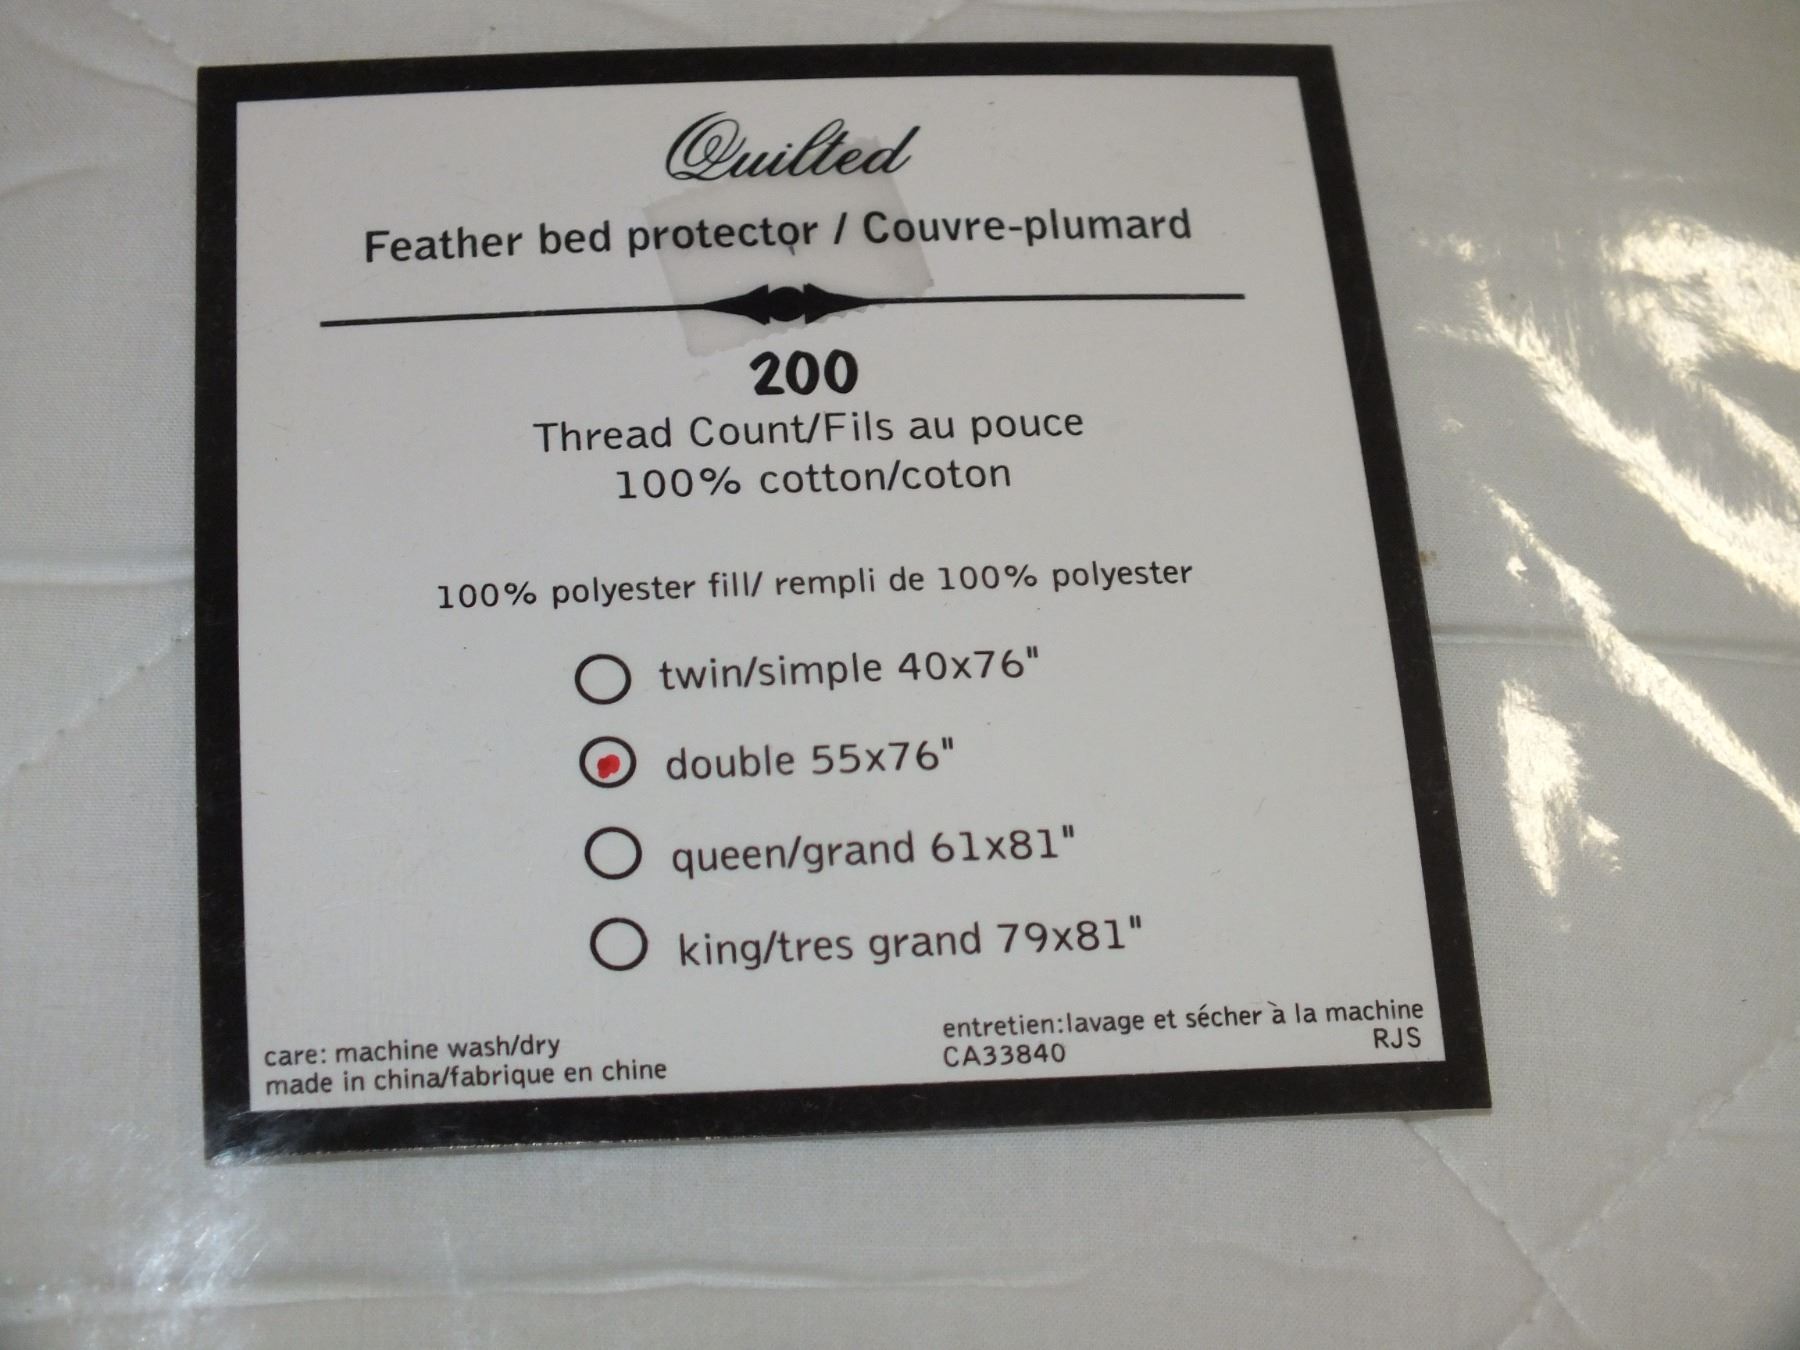 Quilted
Feather bed protector / Couvre-plumard
200
Thread Count/Fils au pouce
100% cotton/coton
100% polyester fill/ rempli de 100% polyester
twin/simple 40x76"
double 55x76"
queen/grand 61x81"
king/tres grand 79x81"
care: machine wash/dry
made in china/fabrique en chine
entretien:lavage et sécher à la machine
CA33840
RJS